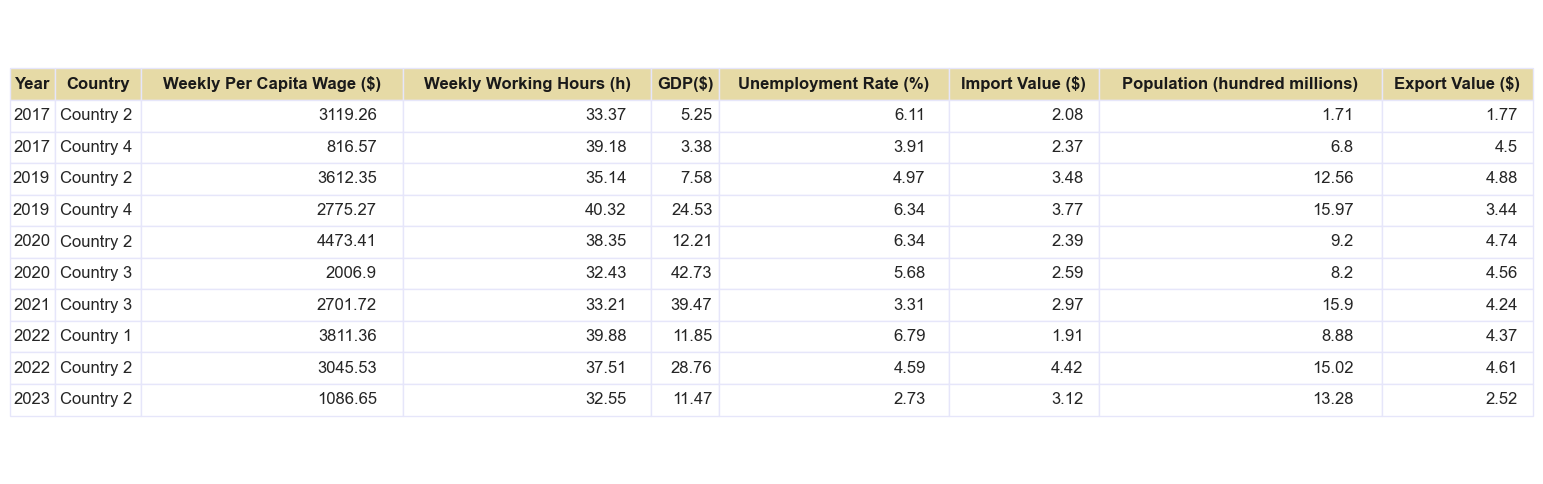 Year Country Weekly Per Capita Wage ($) Weekly Working Hours (h) GDP($) Unemployment Rate (%) Import Value ($) Population (hundred millions) Export Value ($)
2017 Country 2 3119.26 33.37 5.25 6.11 2.08 1.71 1.77
2017 Country 4 816.57 39.18 3.38 3.91 2.37 6.8 4.5
2019 Country 2 3612.35 35.14 7.58 4.97 3.48 12.56 4.88
2019 Country 4 2775.27 40.32 24.53 6.34 3.77 15.97 3.44
2020 Country 2 4473.41 38.35 12.21 6.34 2.39 9.2 4.74
2020 Country 3 2006.9 32.43 42.73 5.68 2.59 8.2 4.56
2021 Country 3 2701.72 33.21 39.47 3.31 2.97 15.9 4.24
2022 Country 1 3811.36 39.88 11.85 6.79 1.91 8.88 4.37
2022 Country 2 3045.53 37.51 28.76 4.59 4.42 15.02 4.61
2023 Country 2 1086.65 32.55 11.47 2.73 3.12 13.28 2.52